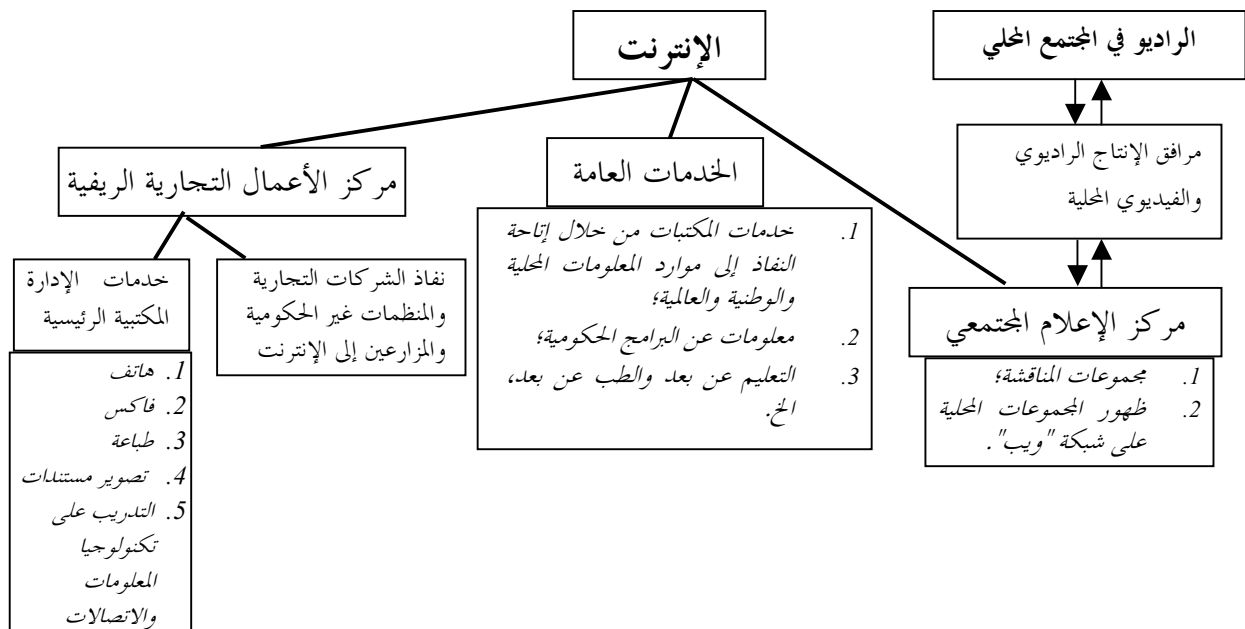 الراديو في المجتمع المحلي
الإنترنت
مرافق الإنتاج الراديوي
والفيديوي المحلية
الخدمات العامة
مركز الأعمال التجارية الريفية
1. خدمات المكتبات من خلال إتاحة
النفاذ إلى موارد المعلومات المحلية
والوطنية والعالمية؛
2. معلومات عن البرامج الحكومية؛
3. التعليم عن بعد والطب عن بعد،
الخ.
نفاذ الشركات التجارية
والمنظمات غير الحكومية
والمزارعين إلى الإنترنت
خدمات الإدارة
المكتبية الرئيسية
1. هاتف
2. فاكس
3. طباعة
4. تصوير مستندات
5. التدريب على
تكنولوجيا
المعلومات
والاتصالات
مركز الإعلام المجتمعي
1. مجموعات المناقشة؛
2. ظهور المجموعات المحلية
على شبكة "ويب".